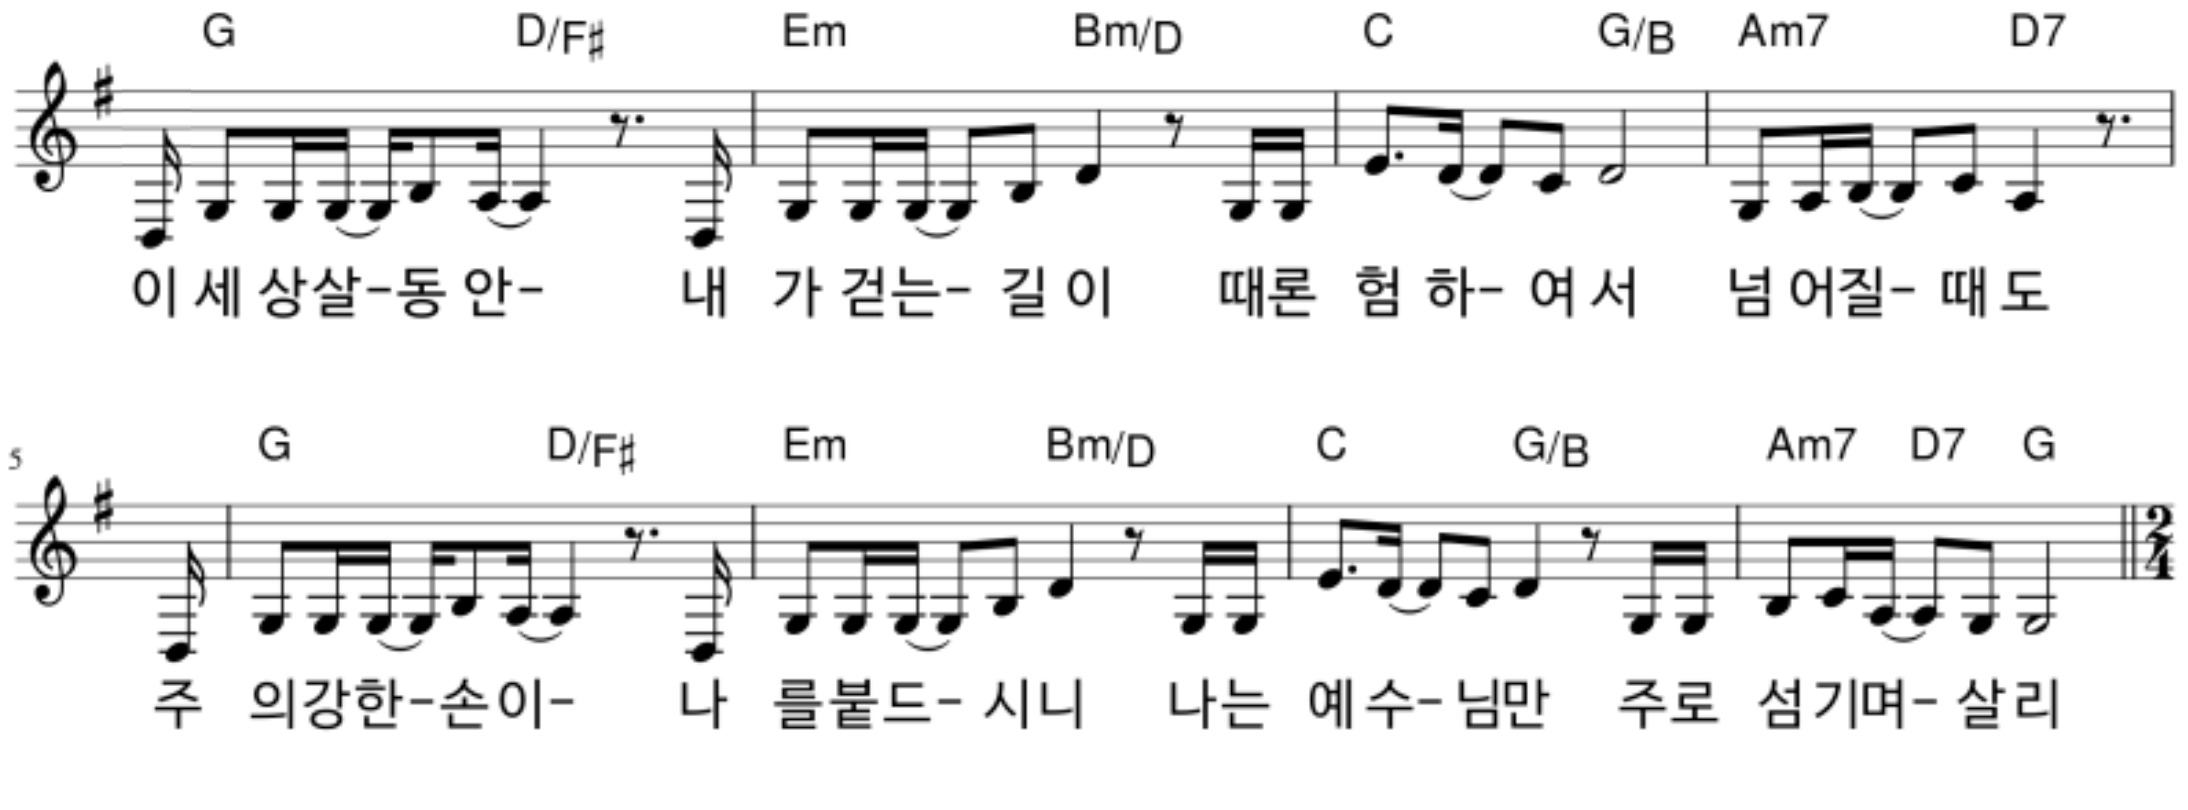 G D/F♯ Em Bm/D C G/B Am7 D7
이 세 상 살-동 안- 내 가 걷는- 길 이 때론 험 하- 여 서 넘 어질- 때 도
5 G D/F♯ Em Bm/D C G/B Am7 D7 G
2/4
주 의강한-손이- 나 를붙드- 시니 나는 예수- 님만 주로 섬기며- 살리